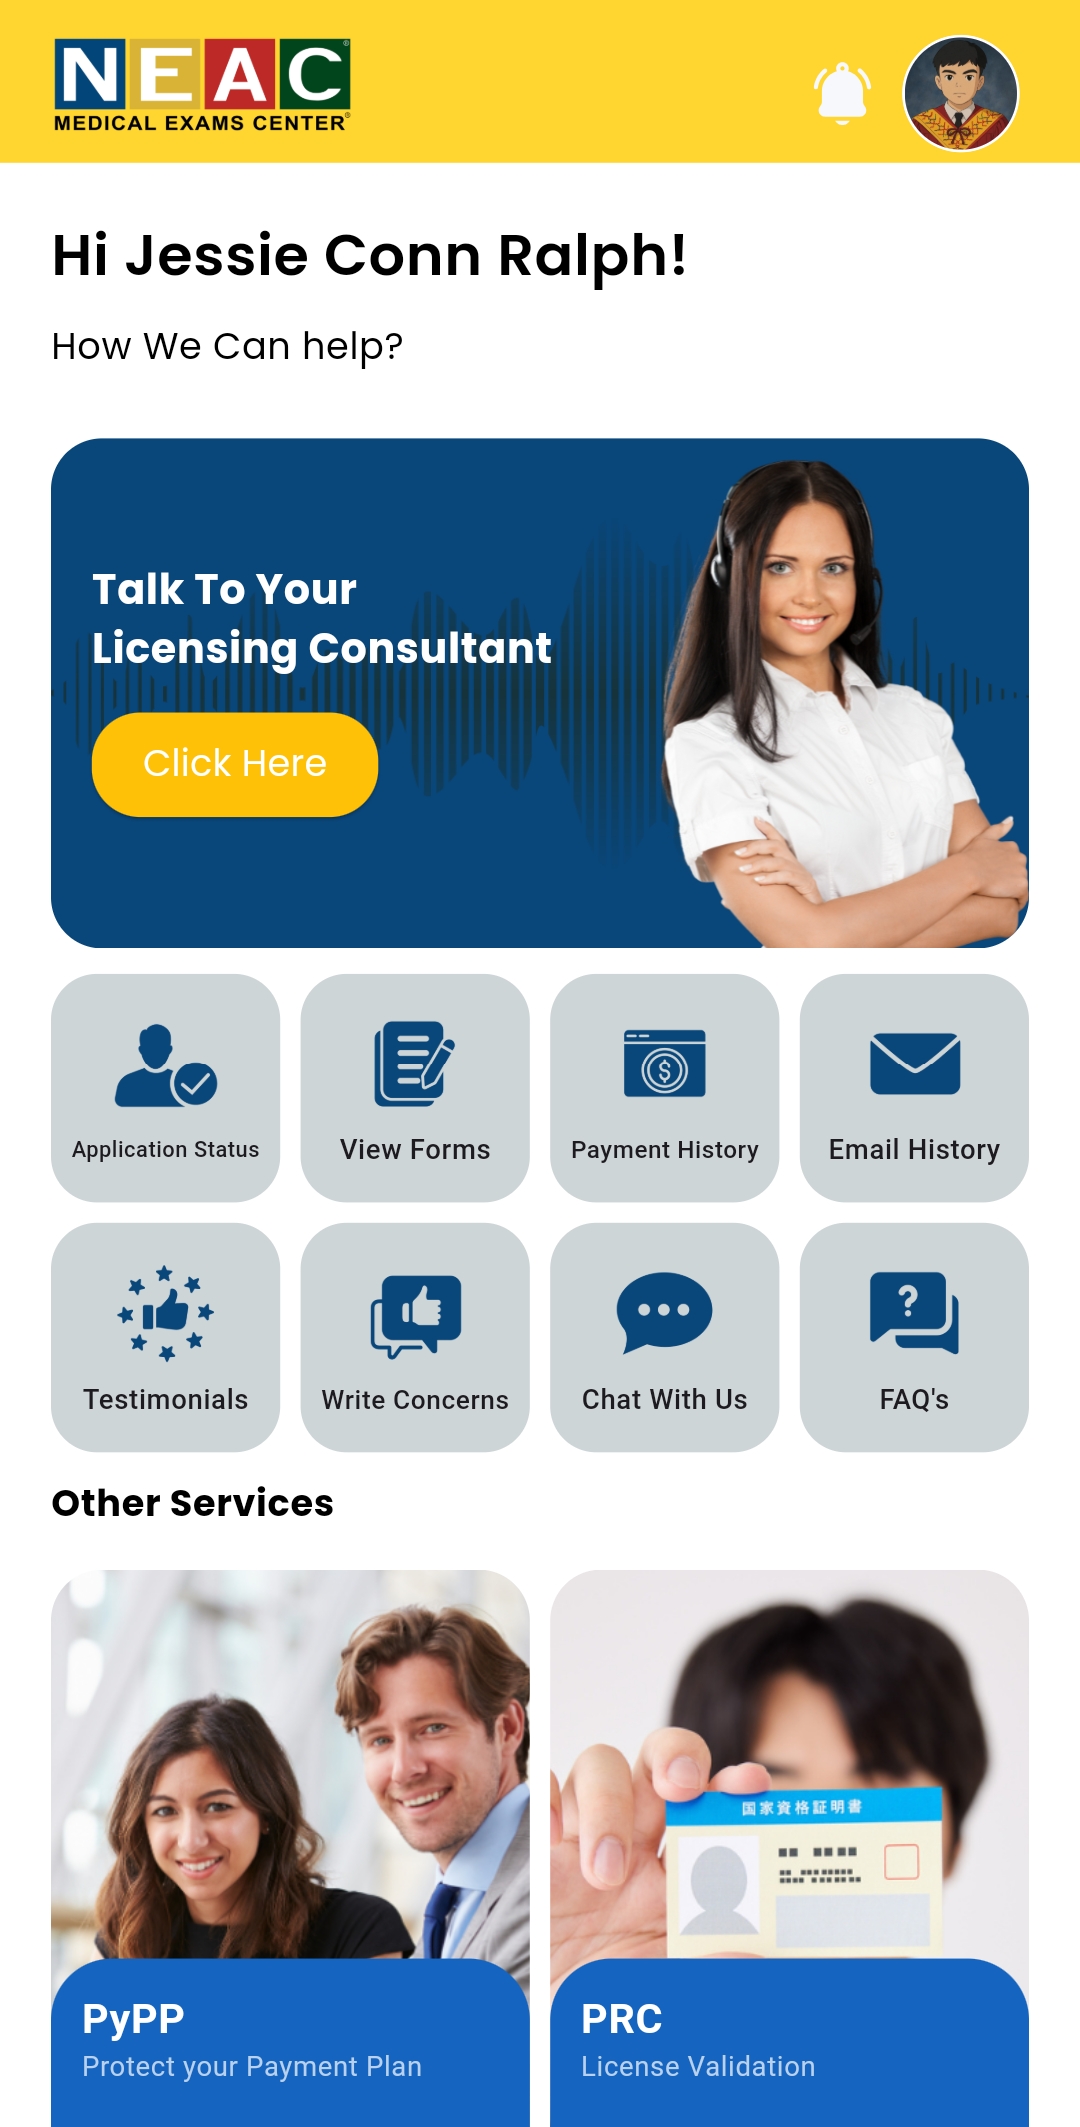 NEAC
MEDICAL EXAMS CENTER
Hi Jessie Conn Ralph!
How We Can help?
Talk To Your
Licensing Consultant
Click Here
Application Status
View Forms
Payment History
Email History
Testimonials
Write Concerns
Chat With Us
FAQ's
Other Services
国家資格証明書
PyPP
Protect your Payment Plan
PRC
License Validation